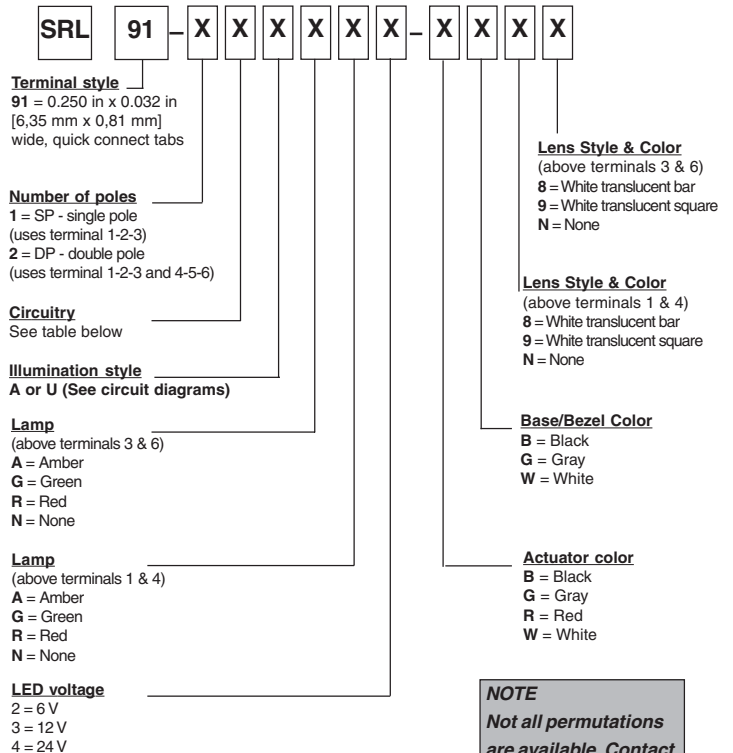 SRL 91 – X X X X X X – X X X X
Terminal style
91 = 0.250 in x 0.032 in
[6,35 mm x 0,81 mm]
wide, quick connect tabs
Number of poles
1 = SP - single pole
(uses terminal 1-2-3)
2 = DP - double pole
(uses terminal 1-2-3 and 4-5-6)
Circuitry
See table below
Illumination style
A or U (See circuit diagrams)
Lamp
(above terminals 3 & 6)
A = Amber
G = Green
R = Red
N = None
Lamp
(above terminals 1 & 4)
A = Amber
G = Green
R = Red
N = None
LED voltage
2 = 6 V
3 = 12 V
4 = 24 V
Lens Style & Color
(above terminals 3 & 6)
8 = White translucent bar
9 = White translucent square
N = None
Lens Style & Color
(above terminals 1 & 4)
8 = White translucent bar
9 = White translucent square
N = None
Base/Bezel Color
B = Black
G = Gray
W = White
Actuator color
B = Black
G = Gray
R = Red
W = White
NOTE
Not all permutations
are available. Contact